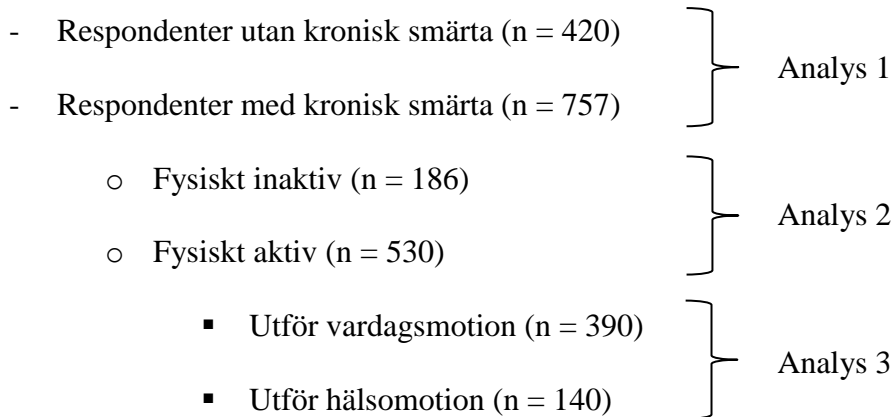 - Respondenter utan kronisk smärta (n = 420)
Analys 1
- Respondenter med kronisk smärta (n = 757)
o Fysiskt inaktiv (n = 186)
Analys 2
o Fysiskt aktiv (n = 530)
▪ Utför vardagsmotion (n = 390)
Analys 3
▪ Utför hälsomotion (n = 140)